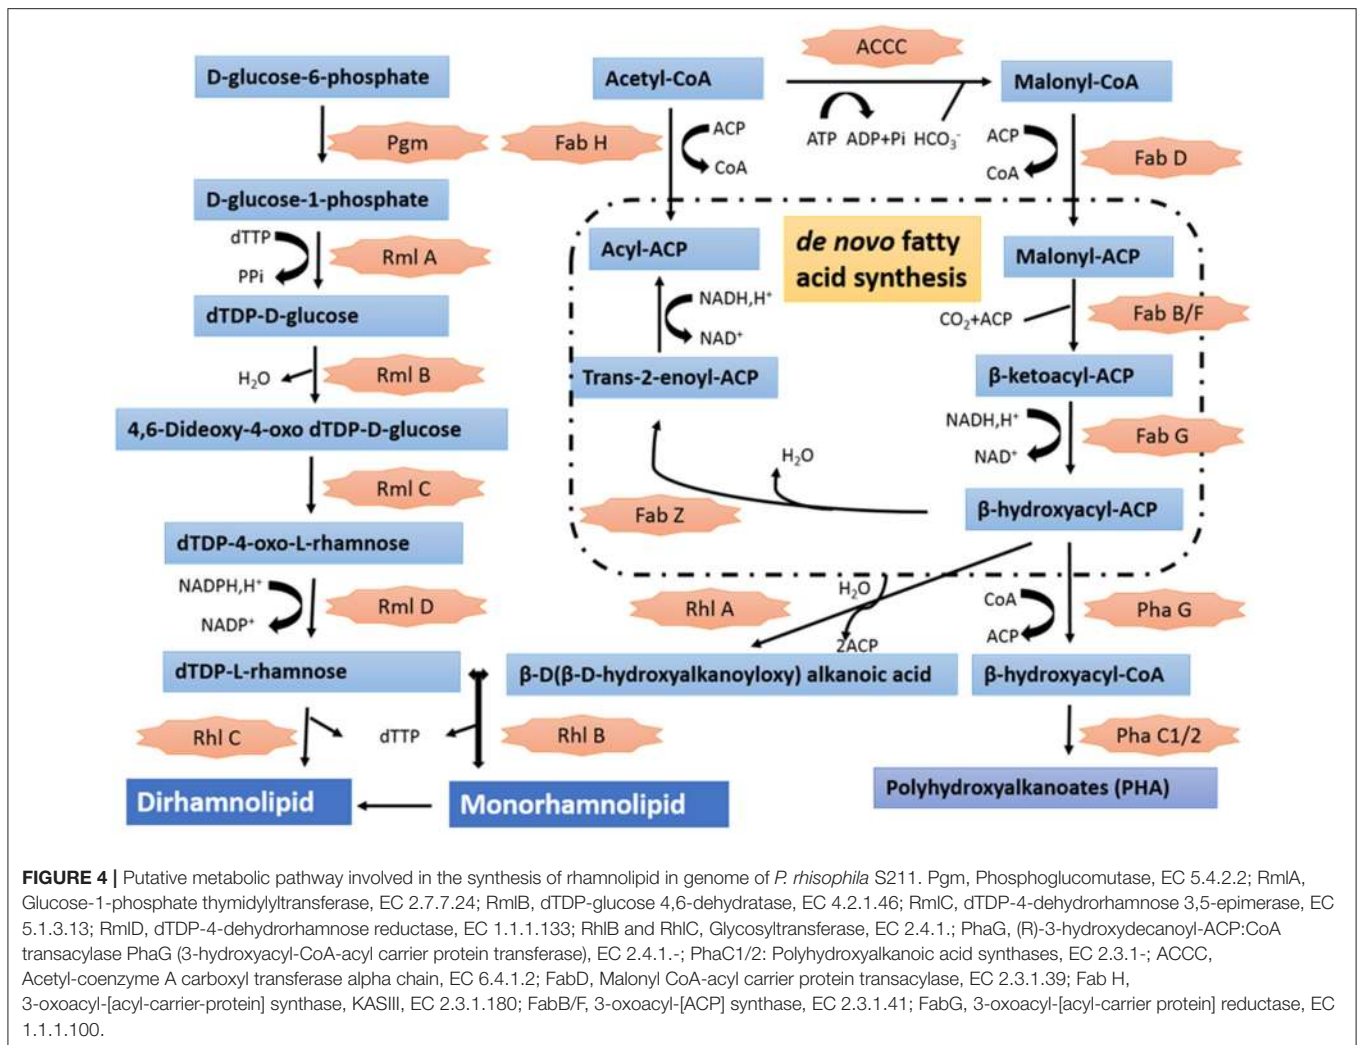 D-glucose-6-phosphate
Pgm
D-glucose-1-phosphate
dTTP
PPi
Rml A
dTDP-D-glucose
H₂O
Rml B
4,6-Dideoxy-4-oxo dTDP-D-glucose
Rml C
dTDP-4-oxo-L-rhamnose
NADPH,H⁺
NADP⁺
Rml D
dTDP-L-rhamnose
Rhl C
dTTP
Rhl B
Dirhamnolipid
Monorhamnolipid
Acetyl-CoA
ACCC
Malonyl-CoA
ATP ADP+Pi HCO₃⁻
Fab H
ACP
CoA
ACP
CoA
Fab D
Acyl-ACP
de novo fatty
acid synthesis
Malonyl-ACP
NADH,H⁺
NAD⁺
CO₂+ACP
Fab B/F
Trans-2-enoyl-ACP
β-ketoacyl-ACP
NADH,H⁺
NAD⁺
Fab G
H₂O
Fab Z
β-hydroxyacyl-ACP
Rhl A
H₂O
2ACP
CoA
ACP
Pha G
β-D(β-D-hydroxyalkanoyloxy) alkanoic acid
β-hydroxyacyl-CoA
Pha C1/2
Polyhydroxyalkanoates (PHA)
FIGURE 4 | Putative metabolic pathway involved in the synthesis of rhamnolipid in genome of P. rhisophila S211. Pgm, Phosphoglucomutase, EC 5.4.2.2; RmlA,
Glucose-1-phosphate thymidylyltransferase, EC 2.7.7.24; RmlB, dTDP-glucose 4,6-dehydratase, EC 4.2.1.46; RmlC, dTDP-4-dehydrorhamnose 3,5-epimerase, EC
5.1.3.13; RmlD, dTDP-4-dehydrorhamnose reductase, EC 1.1.1.133; RhlB and RhlC, Glycosyltransferase, EC 2.4.1.; PhaG, (R)-3-hydroxydecanoyl-ACP:CoA
transacylase PhaG (3-hydroxyacyl-CoA-acyl carrier protein transferase), EC 2.4.1.-; PhaC1/2: Polyhydroxyalkanoic acid synthases, EC 2.3.1-; ACCC,
Acetyl-coenzyme A carboxyl transferase alpha chain, EC 6.4.1.2; FabD, Malonyl CoA-acyl carrier protein transacylase, EC 2.3.1.39; Fab H,
3-oxoacyl-[acyl-carrier-protein] synthase, KASIII, EC 2.3.1.180; FabB/F, 3-oxoacyl-[ACP] synthase, EC 2.3.1.41; FabG, 3-oxoacyl-[acyl-carrier protein] reductase, EC
1.1.1.100.